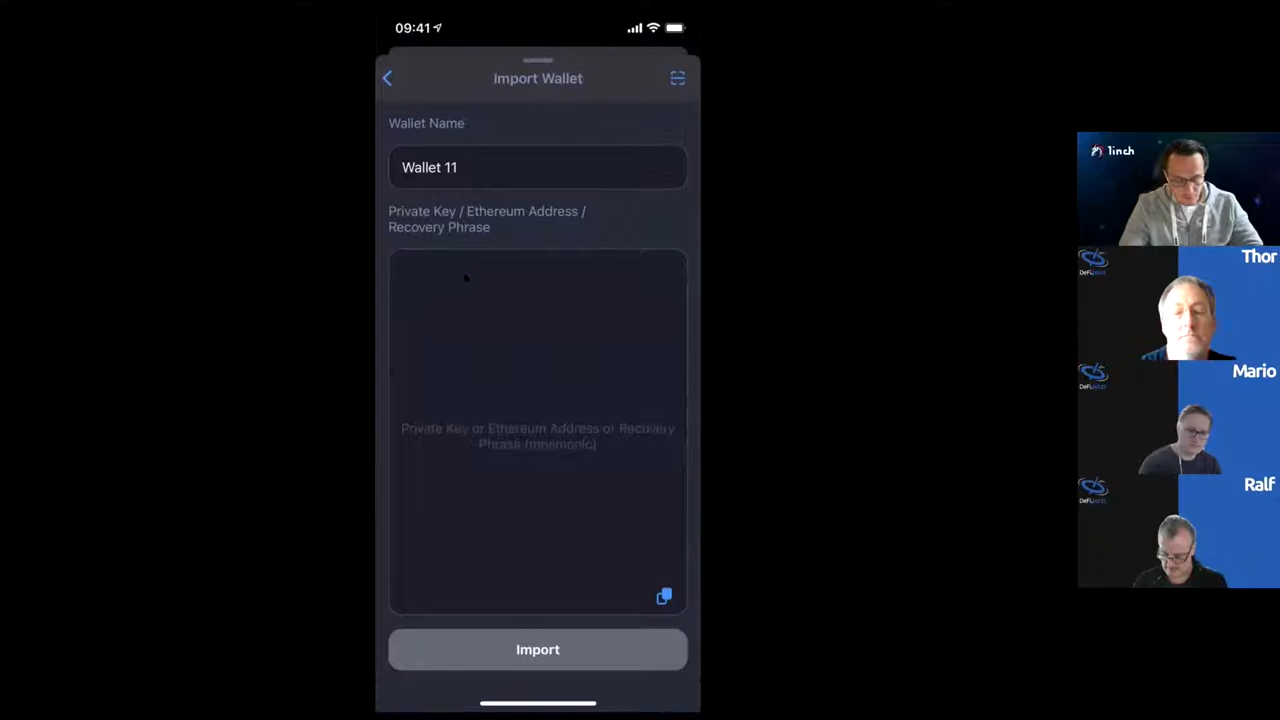 09:41
Import Wallet
Wallet Name
Wallet 11
Private Key / Ethereum Address /
Recovery Phrase
Private Key or Ethereum Address or Recovery
Phrase (mnemonic)
Import
1inch
Thor
Mario
Ralf